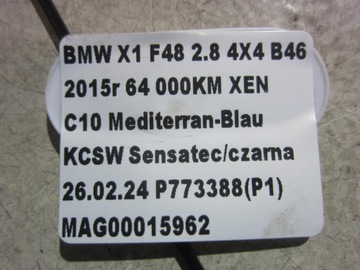 BMW X1 F48 2.8 4X4 B46
2015r 64 000KM XEN
C10 Mediterran-Blau
KCSW Sensatec/czarna
26.02.24 P773388(P1)
MAG00015962